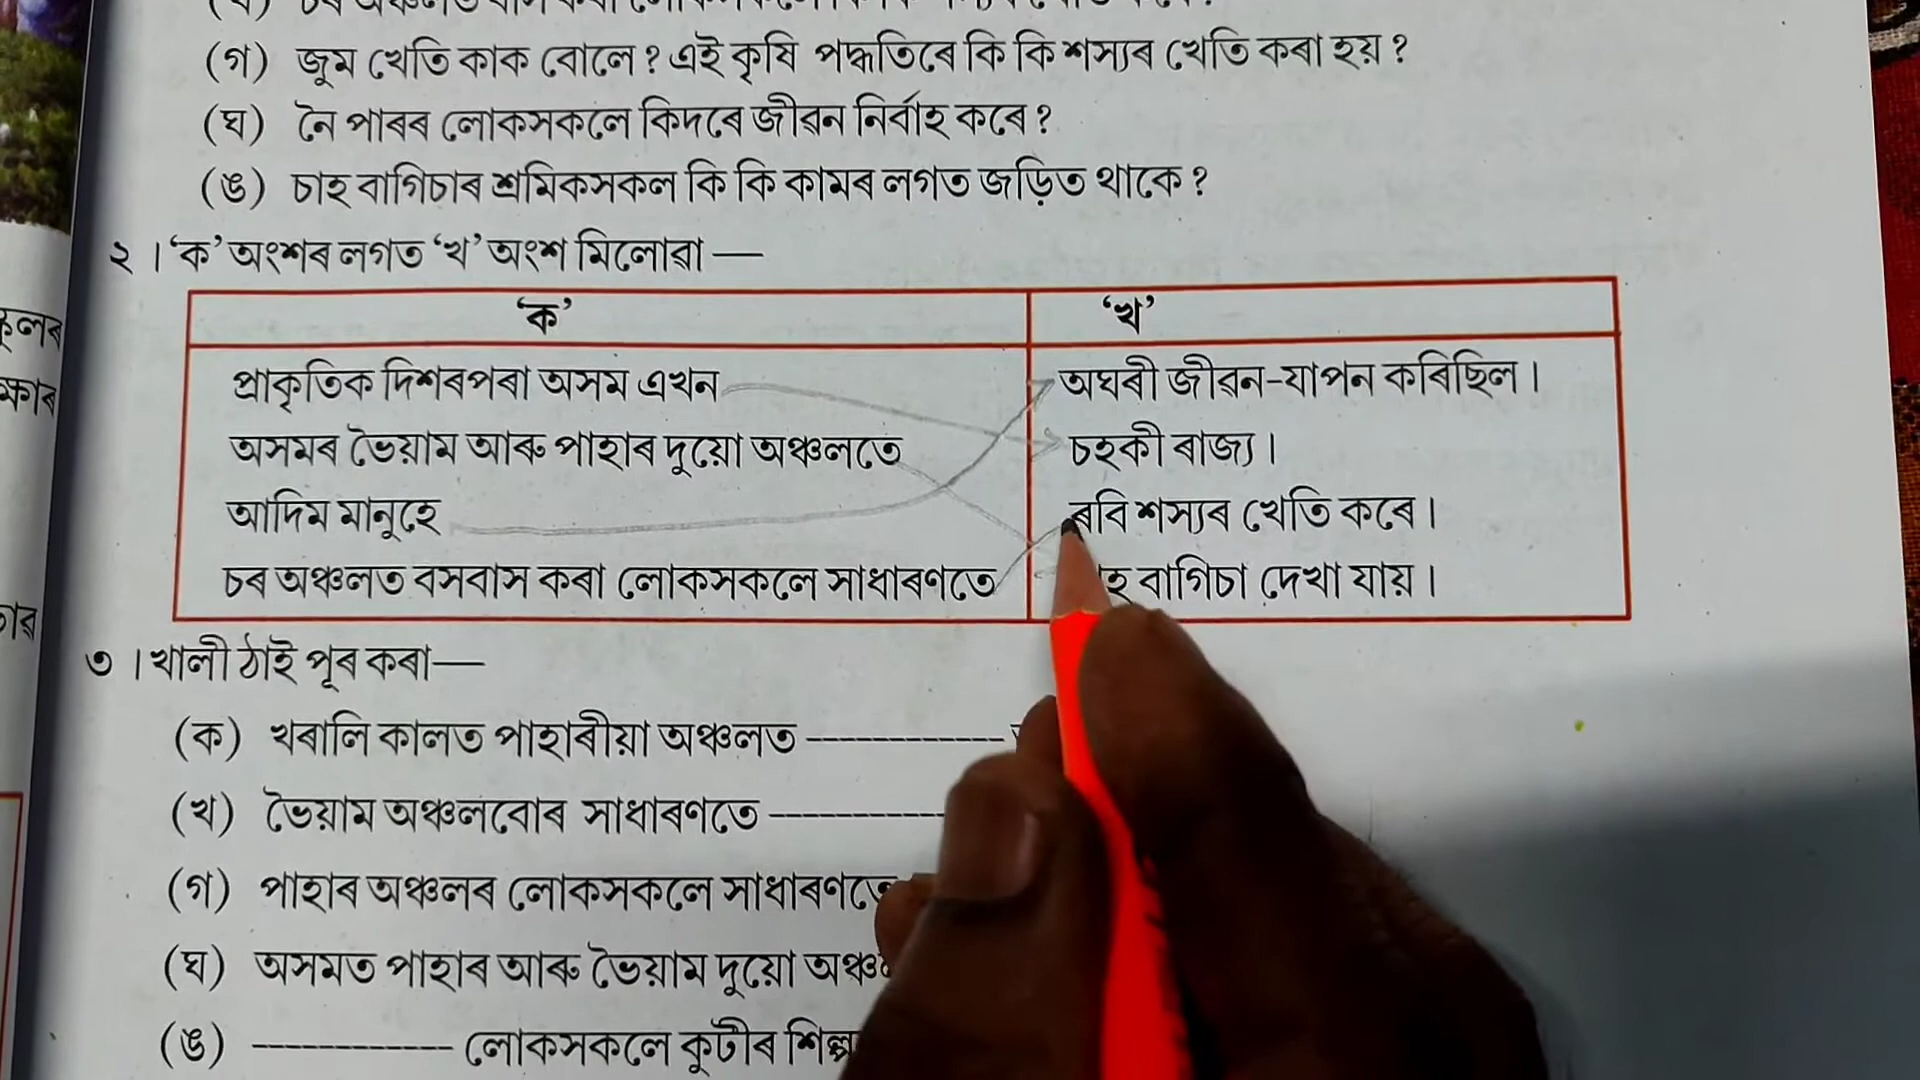 (গ) জুম খেতি কাক বোলে? এই কৃষি পদ্ধতিৰে কি কি শস্যৰ খেতি কৰা হয়?
(ঘ) নৈ পাৰৰ লোকসকলে কিদৰে জীৱন নিৰ্বাহ কৰে?
(ঙ) চাহ বাগিচাৰ শ্ৰমিকসকল কি কি কামৰ লগত জড়িত থাকে?
২। ‘ক’ অংশৰ লগত ‘খ’ অংশ মিলোৱা —
‘ক’ ‘খ’
প্ৰাকৃতিক দিশৰপৰা অসম এখন অঘৰী জীৱন-যাপন কৰিছিল।
অসমৰ ভৈয়াম আৰু পাহাৰ দুয়ো অঞ্চলতে চহকী ৰাজ্য।
আদিম মানুহে ৰবি শস্যৰ খেতি কৰে।
চৰ অঞ্চলত বসবাস কৰা লোকসকলে সাধাৰণতে বাগিচা দেখা যায়।
৩। খালী ঠাই পূৰ কৰা—
(ক) খৰালি কালত পাহাৰীয়া অঞ্চলত ------------
(খ) ভৈয়াম অঞ্চলবোৰ সাধাৰণতে ------------
(গ) পাহাৰ অঞ্চলৰ লোকসকলে সাধাৰণতে
(ঘ) অসমত পাহাৰ আৰু ভৈয়াম দুয়ো
(ঙ) ------------ লোকসকলে কুটীৰ শিল্প
কুলৰ